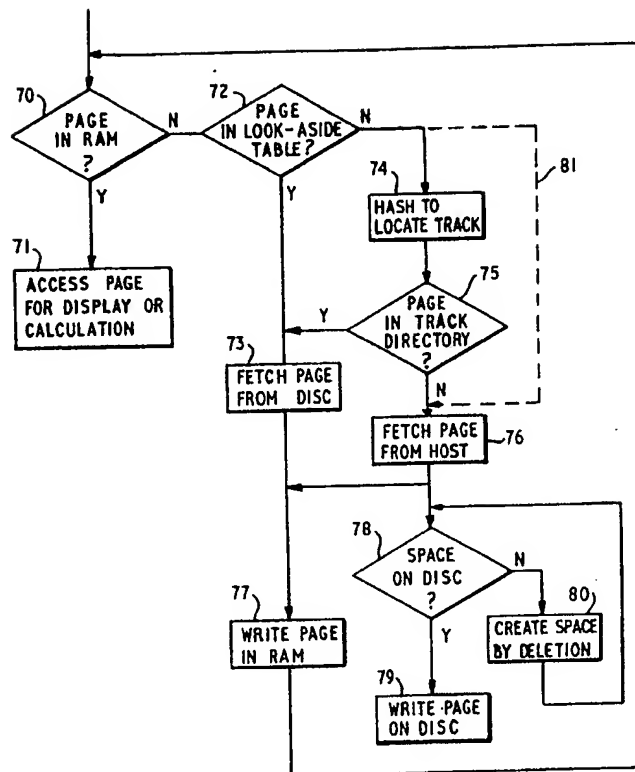 70
PAGE
IN RAM
?
N
Y
72
PAGE
IN LOOK-ASIDE
TABLE?
N
Y
81
71
ACCESS PAGE
FOR DISPLAY OR
CALCULATION
74
HASH TO
LOCATE TRACK
75
PAGE
IN TRACK
DIRECTORY
?
Y
N
73
FETCH PAGE
FROM DISC
FETCH PAGE
FROM HOST
76
78
SPACE
ON DISC
?
N
Y
77
WRITE PAGE
IN RAM
80
CREATE SPACE
BY DELETION
79
WRITE PAGE
ON DISC